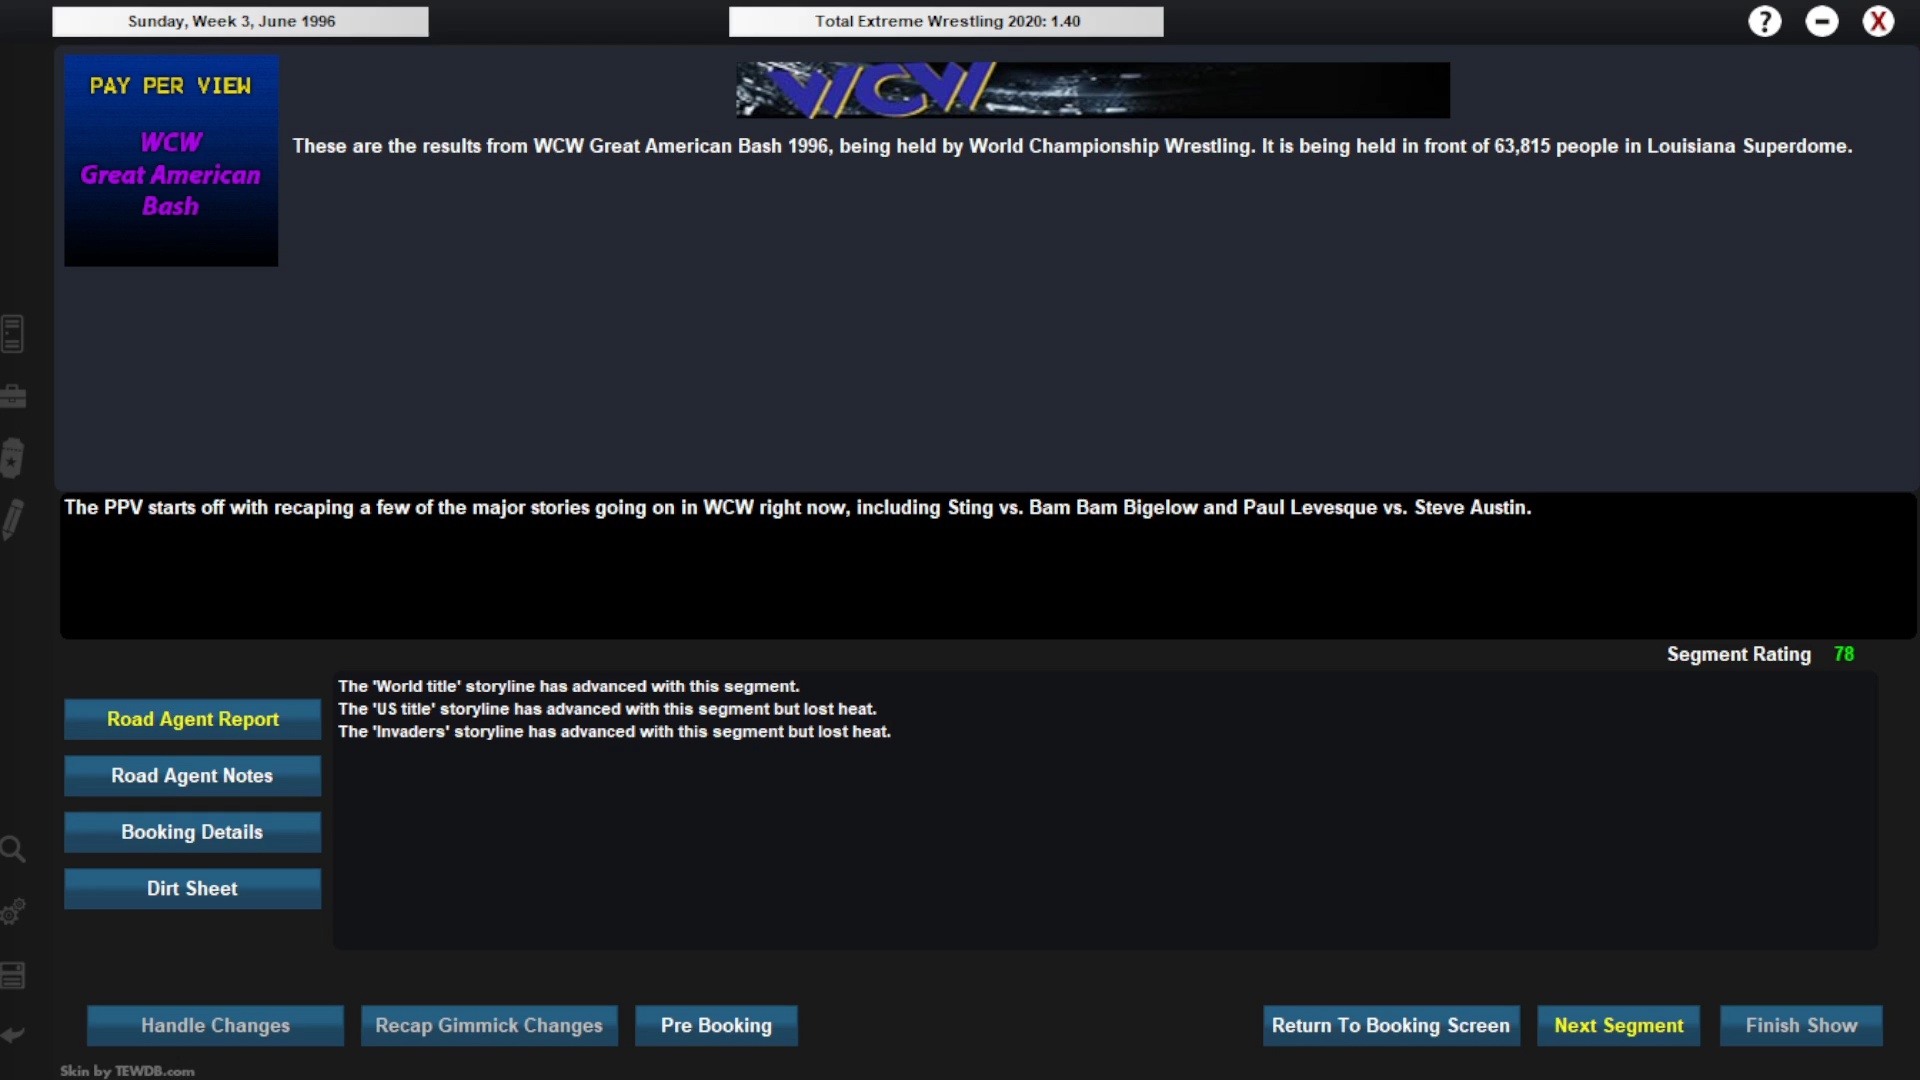 Sunday, Week 3, June 1996
Total Extreme Wrestling 2020: 1.40
?
X
PAY PER VIEW
WCW
Great American
Bash
WCW
These are the results from WCW Great American Bash 1996, being held by World Championship Wrestling. It is being held in front of 63,815 people in Louisiana Superdome.
The PPV starts off with recaping a few of the major stories going on in WCW right now, including Sting vs. Bam Bam Bigelow and Paul Levesque vs. Steve Austin.
Segment Rating 78
Road Agent Report
Road Agent Notes
Booking Details
Dirt Sheet
The 'World title' storyline has advanced with this segment.
The 'US title' storyline has advanced with this segment but lost heat.
The 'Invaders' storyline has advanced with this segment but lost heat.
Handle Changes
Recap Gimmick Changes
Pre Booking
Return To Booking Screen
Next Segment
Finish Show
Skin by TEWDB.com